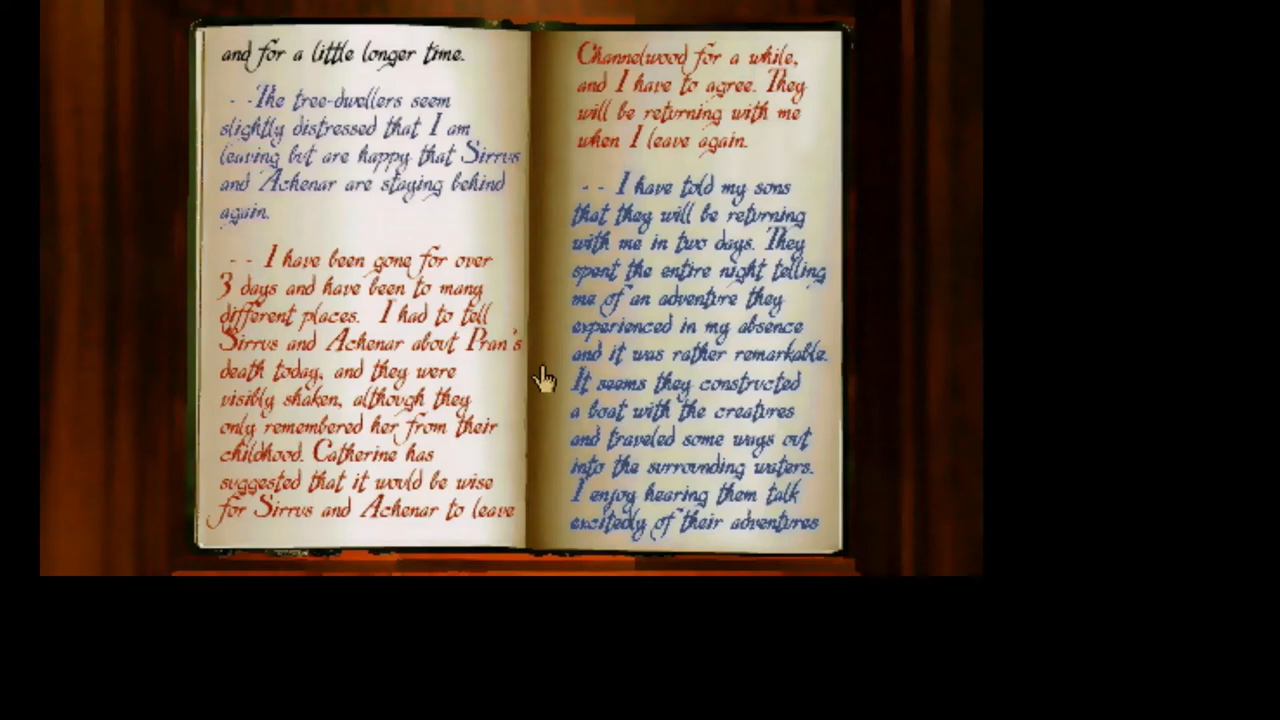 and for a little longer time.
- -The tree-dwellers seem
slightly distressed that I am
leaving but are happy that Sirrus
and Achenar are staying behind
again.
- - I have been gone for over
3 days and have been to many
different places. I had to tell
Sirrus and Achenar about Pran's
death today, and they were
visibly shaken, although they
only remembered her from their
childhood. Catherine has
suggested that it would be wise
for Sirrus and Achenar to leave
Channelwood for a while,
and I have to agree. They
will be returning with me
when I leave again.
- - I have told my sons
that they will be returning
with me in two days. They
spent the entire night telling
me of an adventure they
experienced in my absence
and it was rather remarkable.
It seems they constructed
a boat with the creatures
and traveled some ways out
into the surrounding waters.
I enjoy hearing them talk
excitedly of their adventures